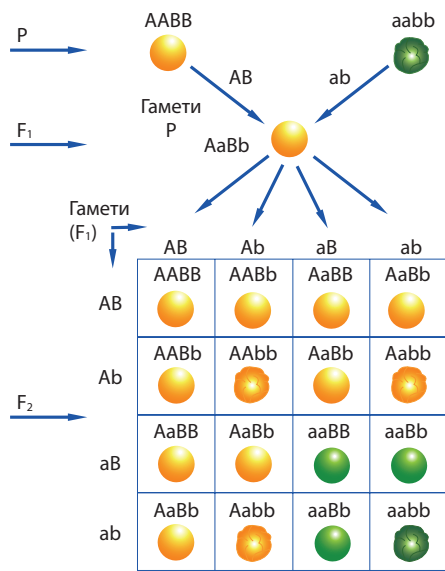 P
AABB
aabb
AB
ab
Гамети
P
F₁
AaBb
Гамети
(F₁)
AB Ab aB ab
AB AABB AABb AaBB AaBb
Ab AABb AAbb AaBb Aabb
F₂
aB AaBB AaBb aaBB aaBb
ab AaBb Aabb aaBb aabb